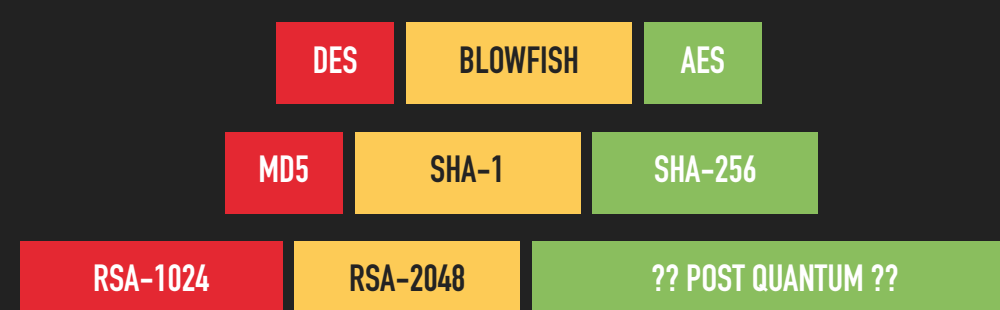 DES BLOWFISH AES
MD5 SHA-1 SHA-256
RSA-1024 RSA-2048 ?? POST QUANTUM ??